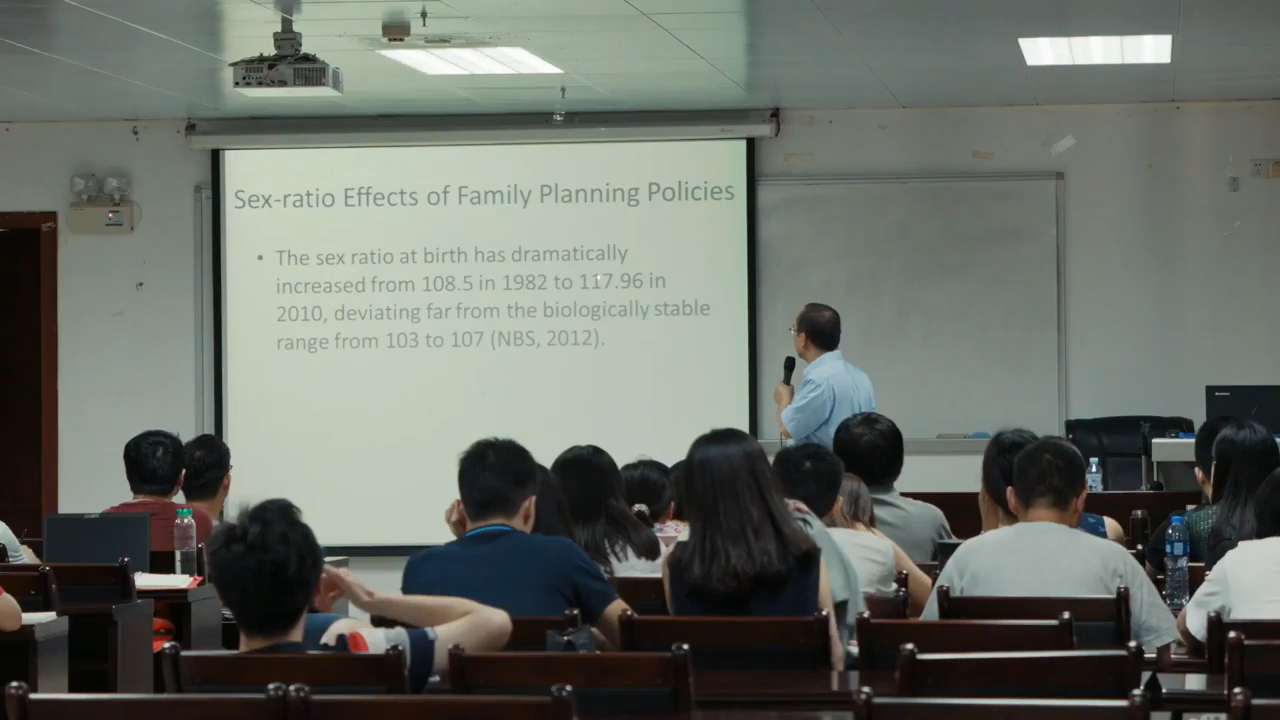 Sex-ratio Effects of Family Planning Policies
• The sex ratio at birth has dramatically
increased from 108.5 in 1982 to 117.96 in
2010, deviating far from the biologically stable
range from 103 to 107 (NBS, 2012).